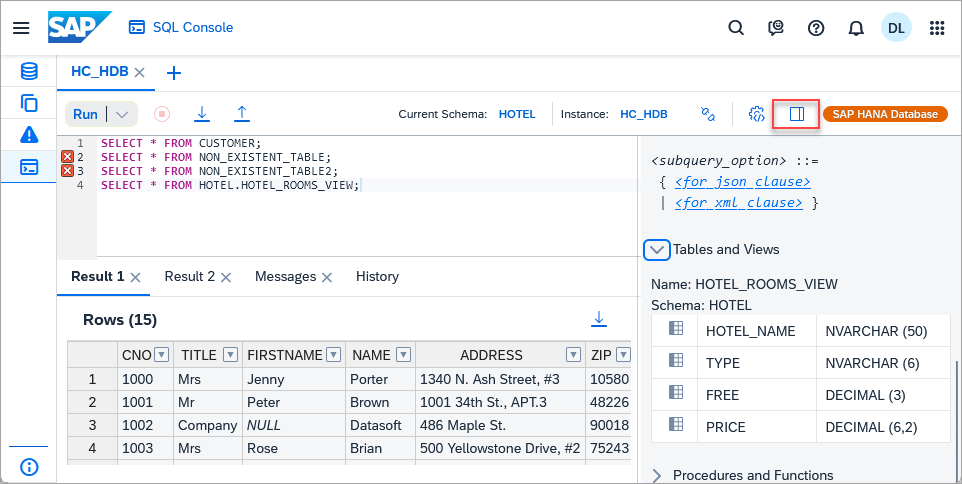 SAP SQL Console DL
HC_HDB
Run Current Schema: HOTEL Instance: HC_HDB SAP HANA Database
1 SELECT * FROM CUSTOMER;
2 SELECT * FROM NON_EXISTENT_TABLE;
3 SELECT * FROM NON_EXISTENT_TABLE2;
4 SELECT * FROM HOTEL.HOTEL_ROOMS_VIEW;
Result 1 Result 2 Messages History
Rows (15)
CNO TITLE FIRSTNAME NAME ADDRESS ZIP
1 1000 Mrs Jenny Porter 1340 N. Ash Street, #3 10580
2 1001 Mr Peter Brown 1001 34th St., APT.3 48226
3 1002 Company NULL Datasoft 486 Maple St. 90018
4 1003 Mrs Rose Brian 500 Yellowstone Drive, #2 75243
<subquery_option> ::=
{ <for_json_clause>
| <for_xml_clause> }
Tables and Views
Name: HOTEL_ROOMS_VIEW
Schema: HOTEL
HOTEL_NAME NVARCHAR (50)
TYPE NVARCHAR (6)
FREE DECIMAL (3)
PRICE DECIMAL (6,2)
Procedures and Functions